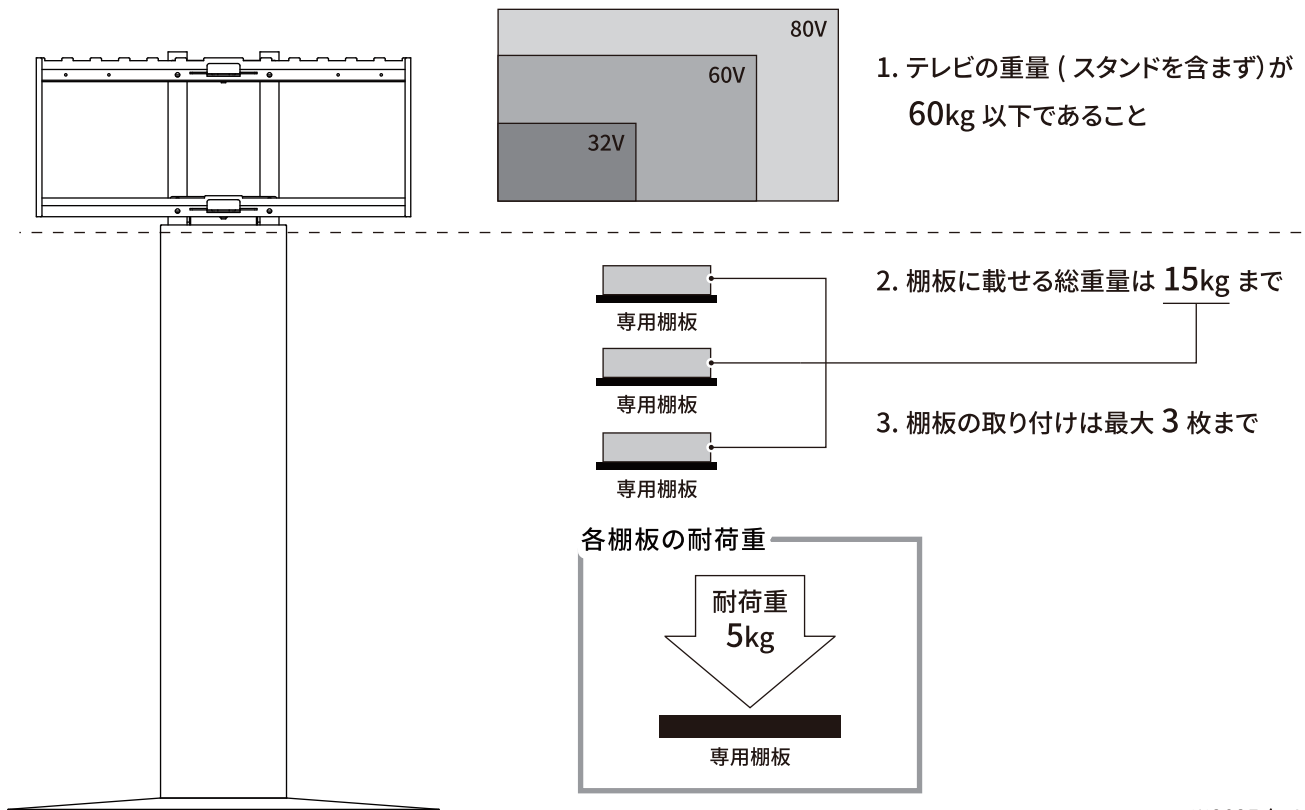 80V
60V
32V
1. テレビの重量 ( スタンドを含まず)が
60kg 以下であること
2. 棚板に載せる総重量は 15kg まで
専用棚板
専用棚板
3. 棚板の取り付けは最大 3 枚まで
専用棚板
各棚板の耐荷重
耐荷重
5kg
専用棚板